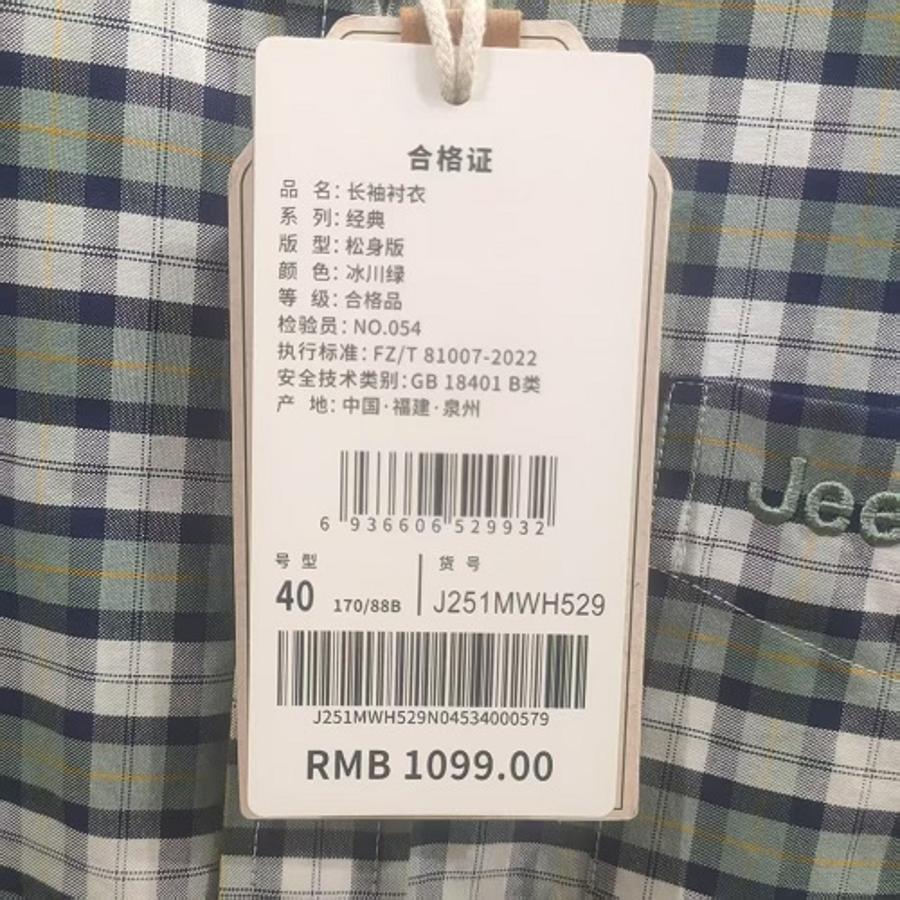 合格证
品 名：长袖衬衣
系 列：经典
版 型：松身版
颜 色：冰川绿
等 级：合格品
检验员：NO.054
执行标准：FZ/T 81007-2022
安全技术类别：GB 18401 B类
产 地：中国·福建·泉州
6 936606 529932
号 型
40 170/88B
货 号
J251MWH529
J251MWH529N04534000579
RMB 1099.00
Jee